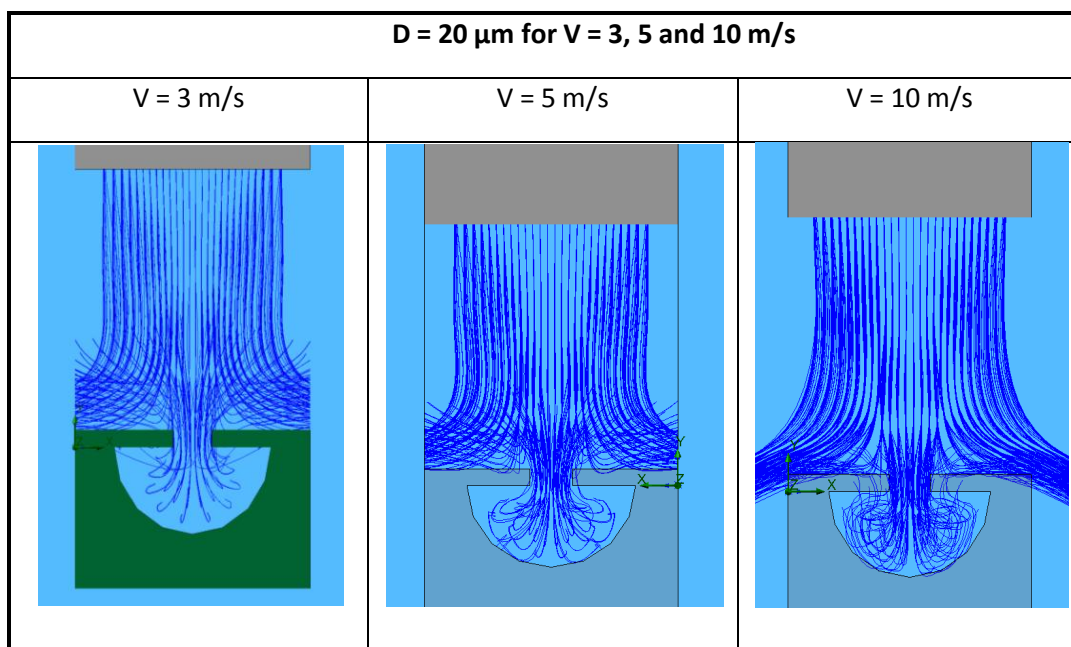 D = 20 µm for V = 3, 5 and 10 m/s
V = 3 m/s
V = 5 m/s
V = 10 m/s
X
Y
X
Z
Y
Z
X